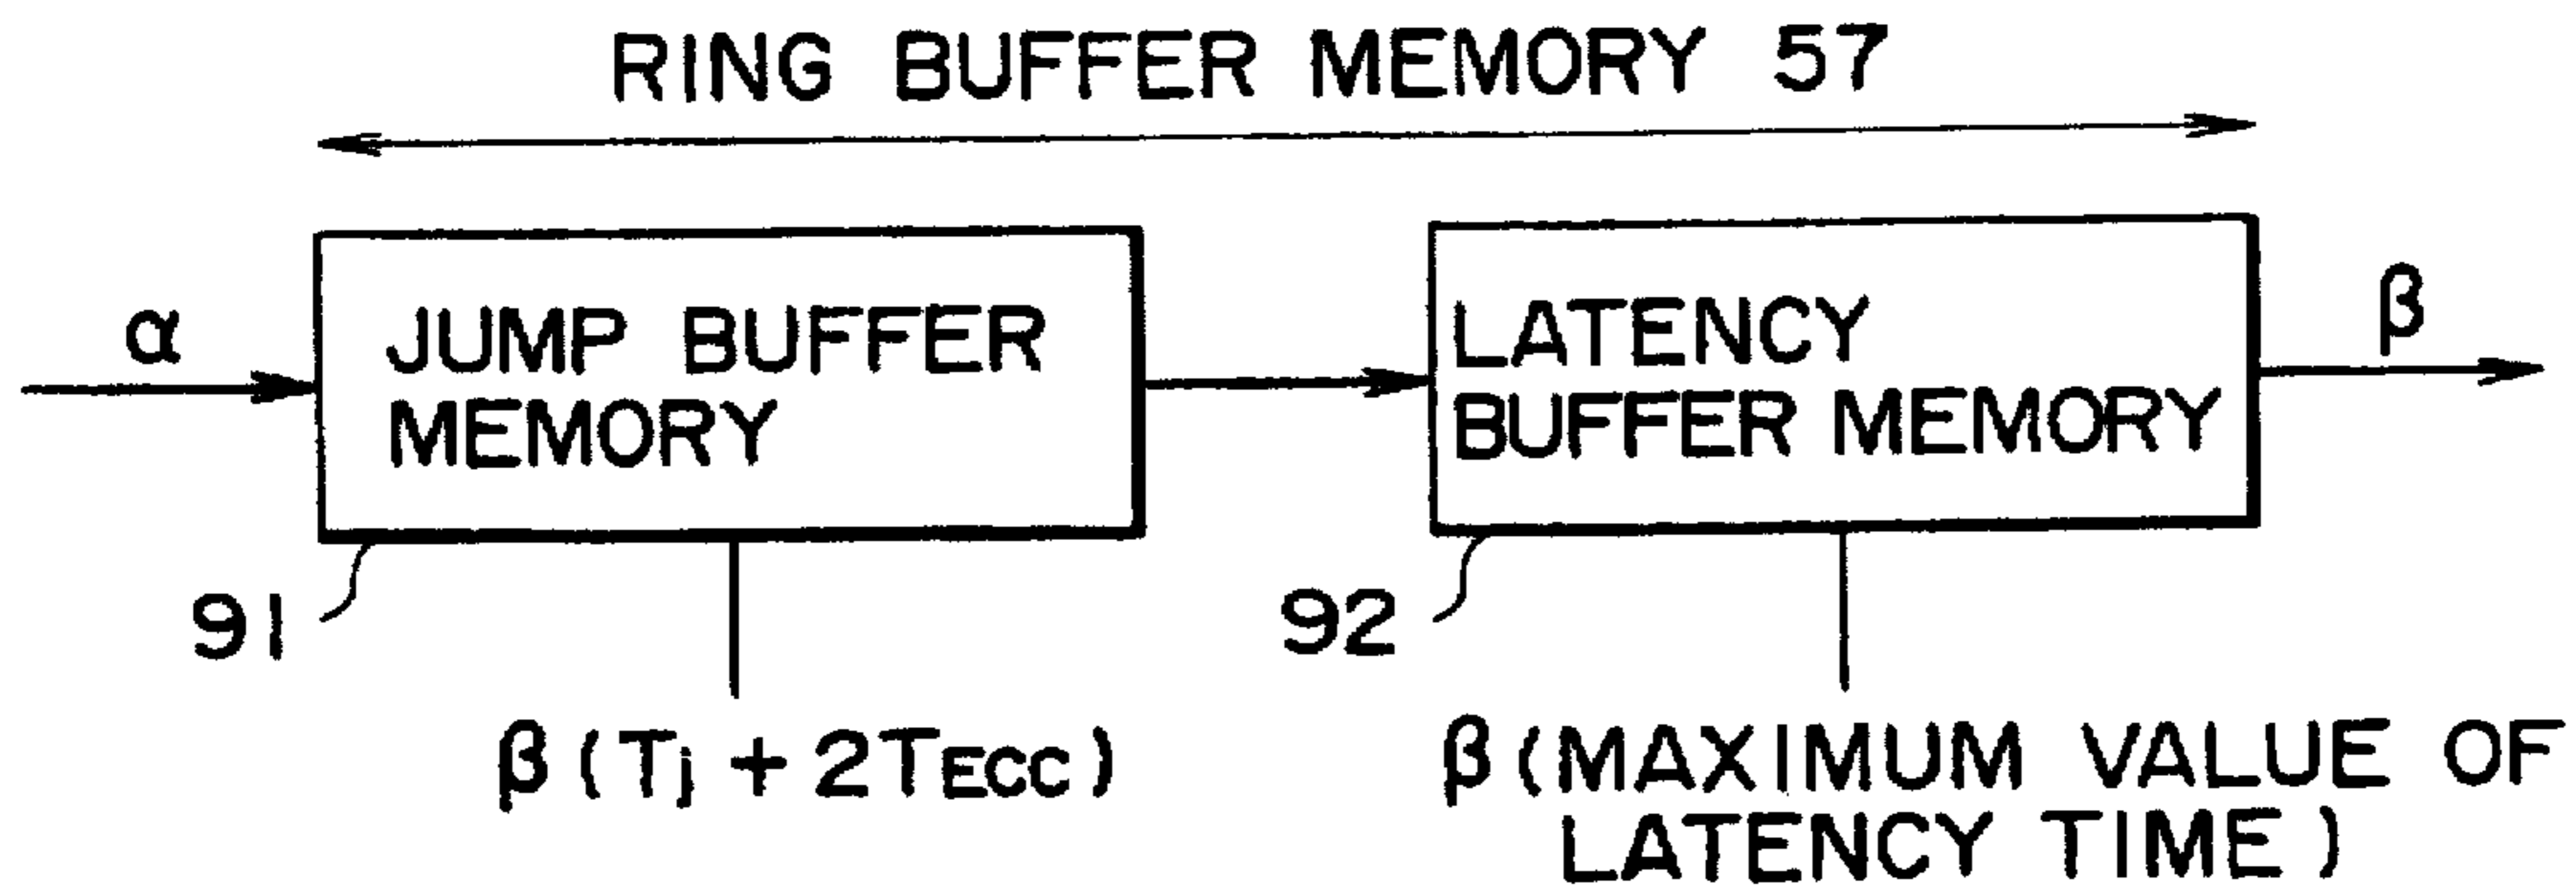 RING BUFFER MEMORY 57
α
JUMP BUFFER
MEMORY
LATENCY
BUFFER MEMORY
β
91
92
β(Tj + 2TECC)
β(MAXIMUM VALUE OF
LATENCY TIME)